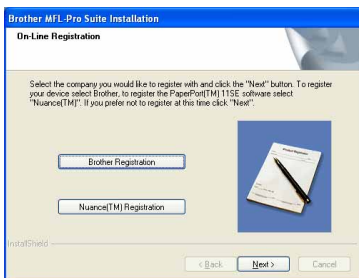 Brother MFL-Pro Suite Installation
On-Line Registration
Select the company you would like to register with and click the "Next" button. To register
your device select Brother, to register the PaperPort(TM) 11SE software select
"Nuance(TM)". If you prefer not to register at this time click "Next".
Brother Registration
Nuance(TM) Registration
InstallShield
< Back
Next >
Cancel